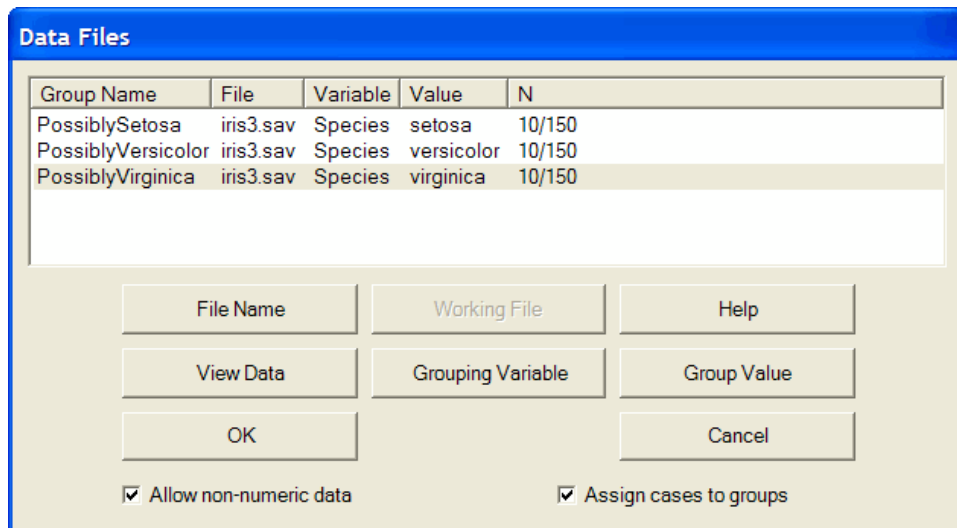 Data Files
Group Name File Variable Value N
PossiblySetosa iris3.sav Species setosa 10/150
PossiblyVersicolor iris3.sav Species versicolor 10/150
PossiblyVirginica iris3.sav Species virginica 10/150
File Name Working File Help
View Data Grouping Variable Group Value
OK Cancel
Allow non-numeric data Assign cases to groups